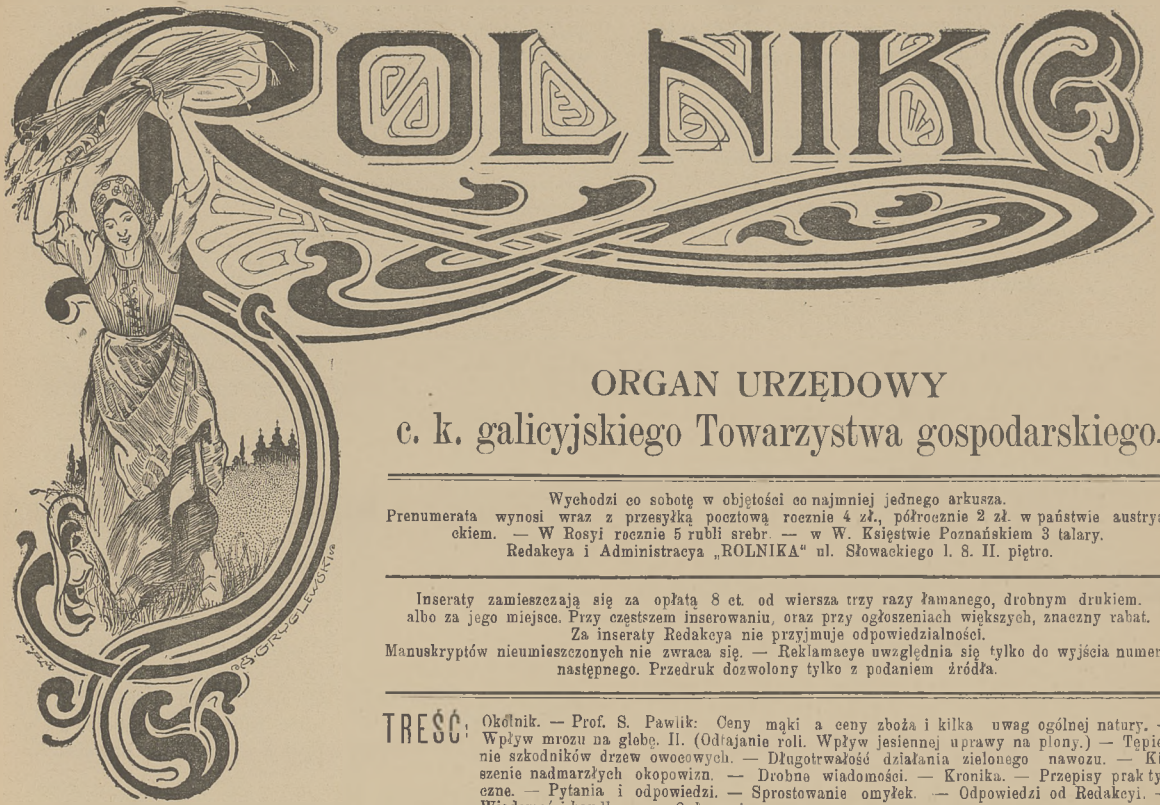 ROLNIK
ORGAN URZĘDOWY
c. k. galicyjskiego Towarzystwa gospodarskiego.
Wychodzi co sobotę w objętości co najmniej jednego arkusza.
Prenumerata wynosi wraz z przesyłką pocztową rocznie 4 zł., półrocznie 2 zł. w państwie austrya
ckiem. — W Rosyi rocznie 5 rubli srebr. — w W. Księstwie Poznańskiem 3 talary.
Redakcya i Administracya „ROLNIKA“ ul. Słowackiego l. 8. II. piętro.
Inseraty zamieszczają się za opłatą 8 ct. od wiersza trzy razy łamanego, drobnym drukiem.
albo za jego miejsce. Przy częstszem inserowaniu, oraz przy ogłoszeniach większych, znaczny rabat.
Za inseraty Redakcya nie przyjmuje odpowiedzialności.
Manuskryptów nieumieszczonych nie zwraca się. — Reklamacye uwzględnia się tylko do wyjścia numer
następnego. Przedruk dozwolony tylko z podaniem źródła.
S. GRYGLEWSKI
TREŚĆ: Okólnik. — Prof. S. Pawlik: Ceny mąki a ceny zboża i kilka uwag ogólnej natury. —
Wpływ mrozu na glebę. II. (Odtajanie roli. Wpływ jesiennej uprawy na plony.) — Tępie
nie szkodników drzew owocowych. — Długotrwałość działania zielonego nawozu. — Ki
szenie nadmarzłych okopowizn. — Drobne wiadomości. — Kronika. — Przepisy prakty
czne. — Pytania i odpowiedzi. — Sprostowanie omyłek. — Odpowiedzi od Redakcyi. —